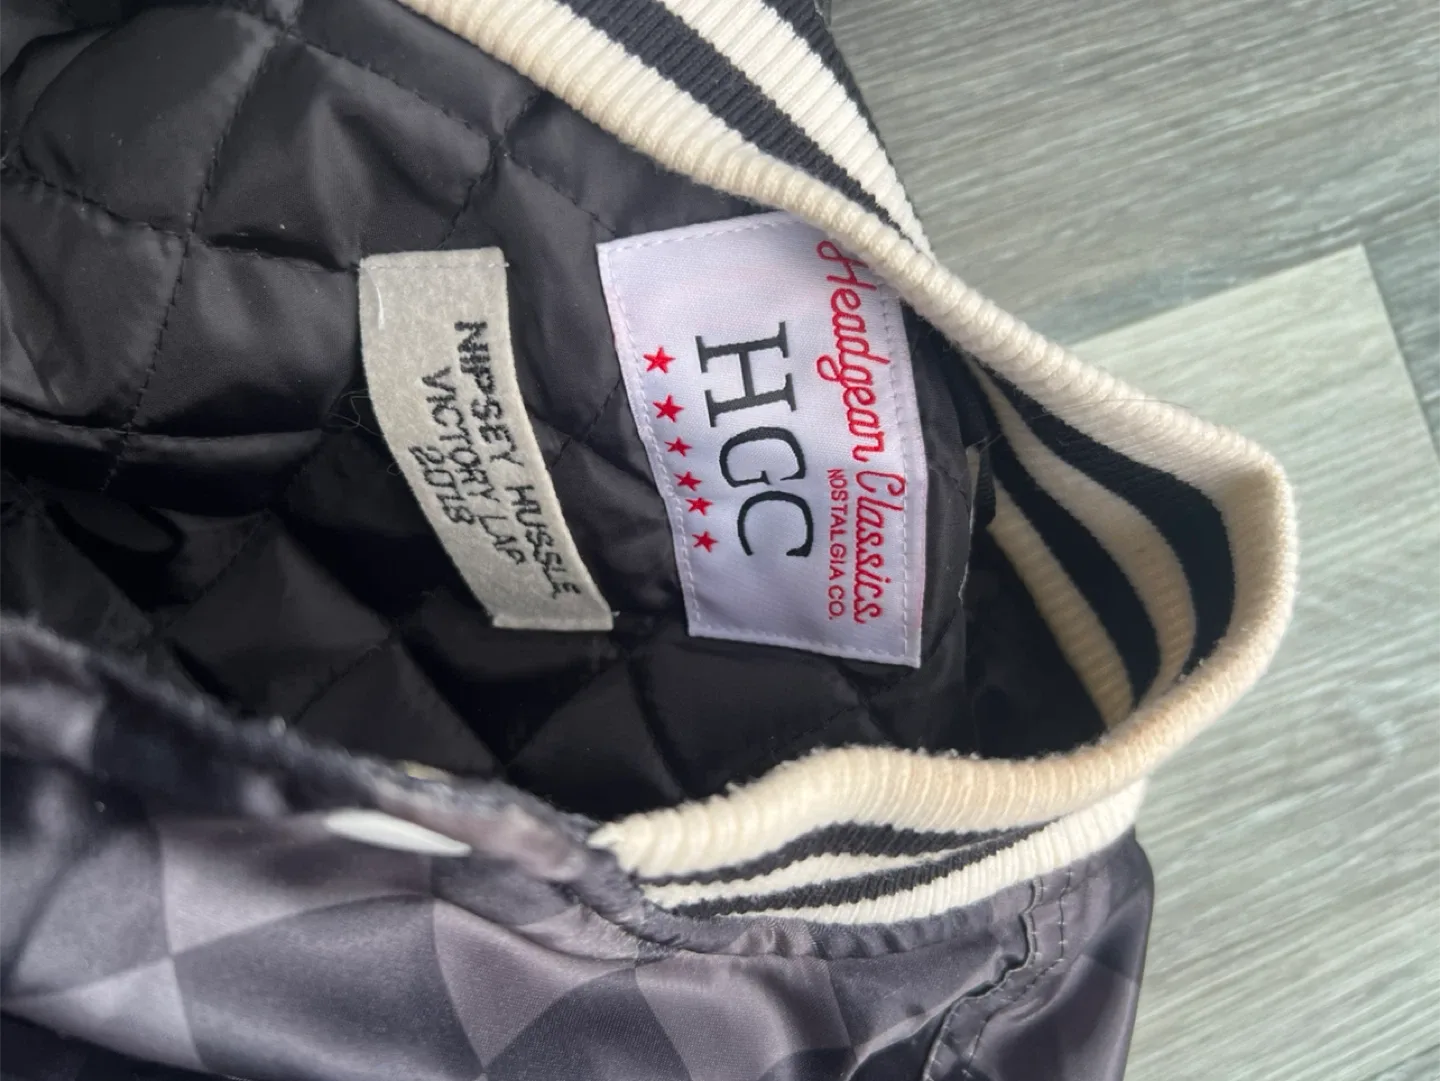 Headgear Classics
NOSTALGIA CO.
HGC
NIPSEY HUSSLE
VICTORY LAP
2018